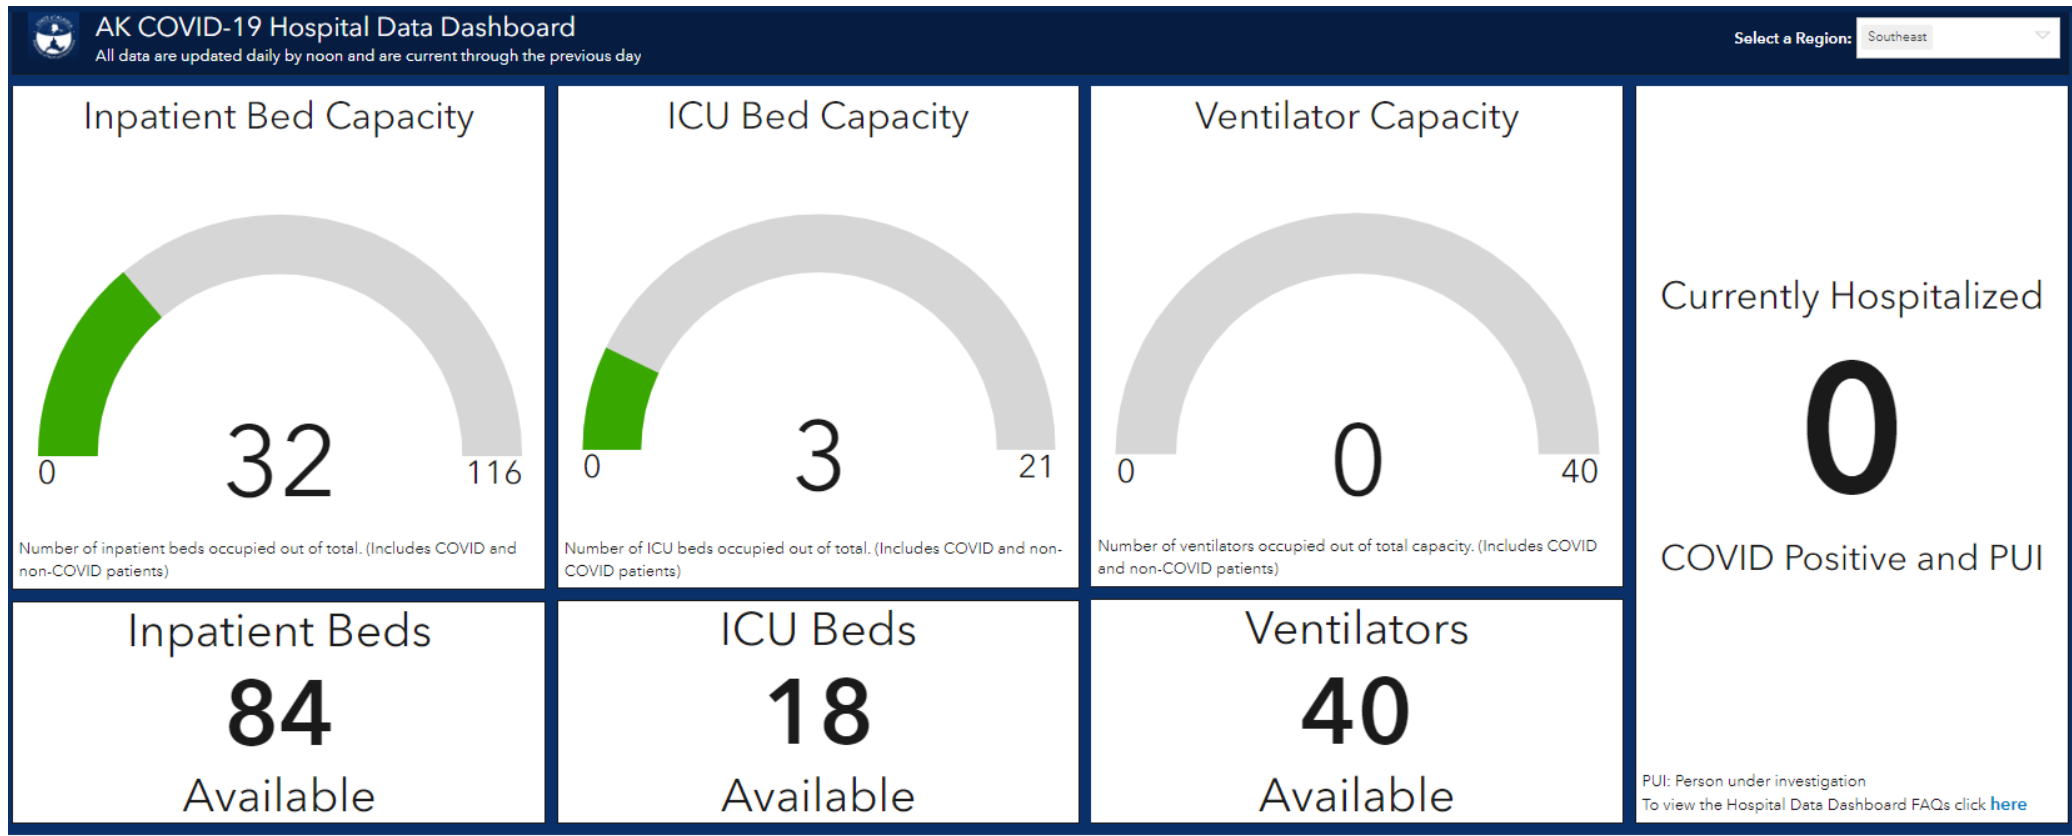 AK COVID-19 Hospital Data Dashboard
All data are updated daily by noon and are current through the previous day
Select a Region:
Southeast
Inpatient Bed Capacity
32
0
116
Number of inpatient beds occupied out of total. (Includes COVID and
non-COVID patients)
ICU Bed Capacity
3
0
21
Number of ICU beds occupied out of total. (Includes COVID and non-
COVID patients)
Ventilator Capacity
0
0
40
Number of ventilators occupied out of total capacity. (Includes COVID
and non-COVID patients)
Currently Hospitalized
0
COVID Positive and PUI
PUI: Person under investigation
To view the Hospital Data Dashboard FAQs click here
Inpatient Beds
84
Available
ICU Beds
18
Available
Ventilators
40
Available